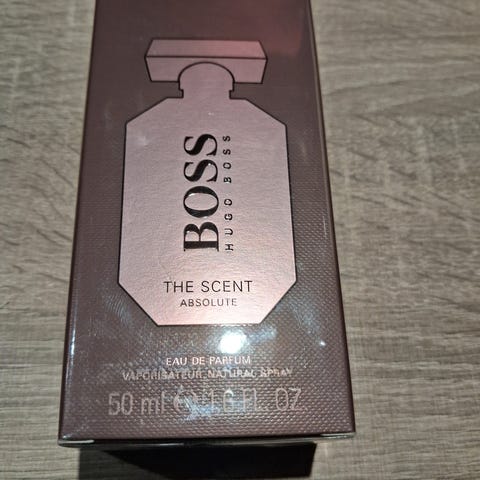 BOSS
HUGO BOSS
THE SCENT
ABSOLUTE
EAU DE PARFUM
VAPORISATEUR NATURAL SPRAY
50 ml ℮ 1.6 FL. OZ.